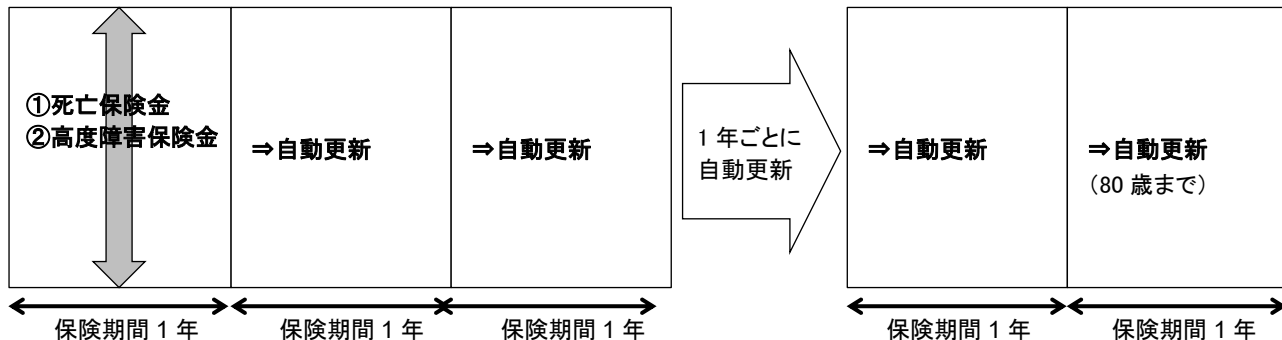 ①死亡保険金
②高度障害保険金
⇒自動更新
⇒自動更新
1 年ごとに
自動更新
⇒自動更新
⇒自動更新
（80 歳まで）
保険期間 1 年
保険期間 1 年
保険期間 1 年
保険期間 1 年
保険期間 1 年